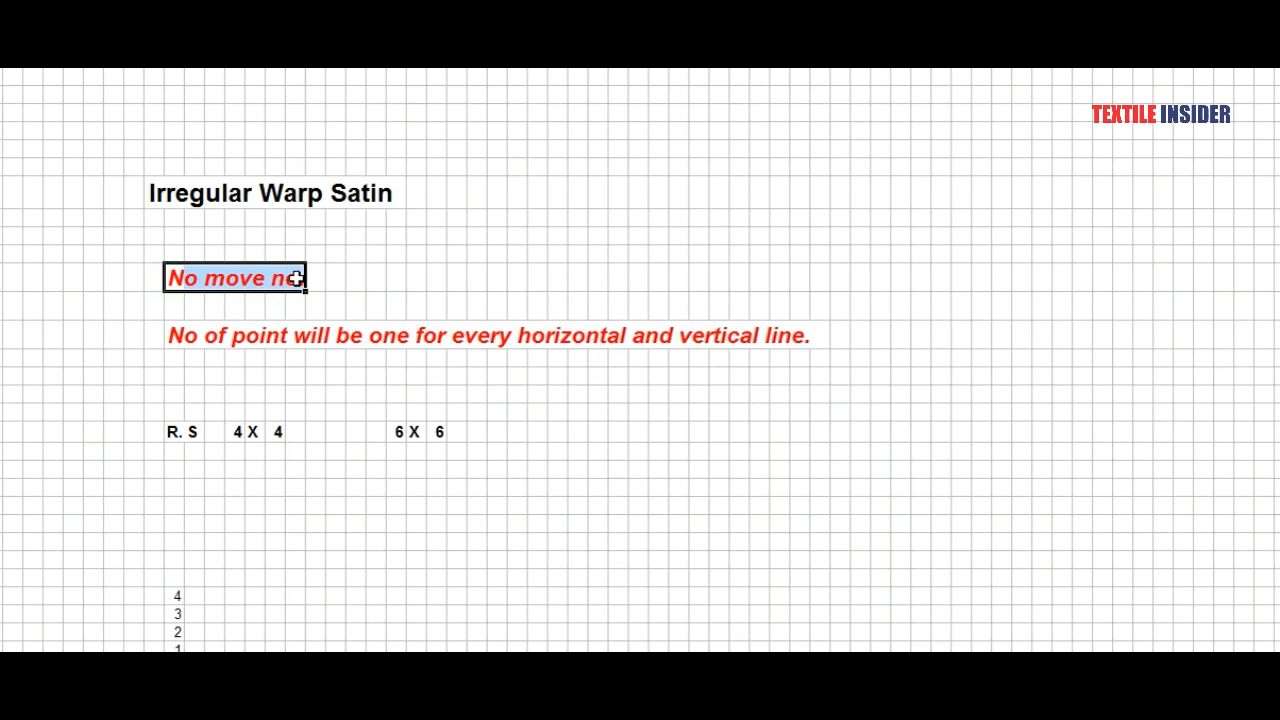 TEXTILE INSIDER
Irregular Warp Satin
No move
No of point will be one for every horizontal and vertical line.
R. S 4 X 4 6 X 6
4
3
2
1